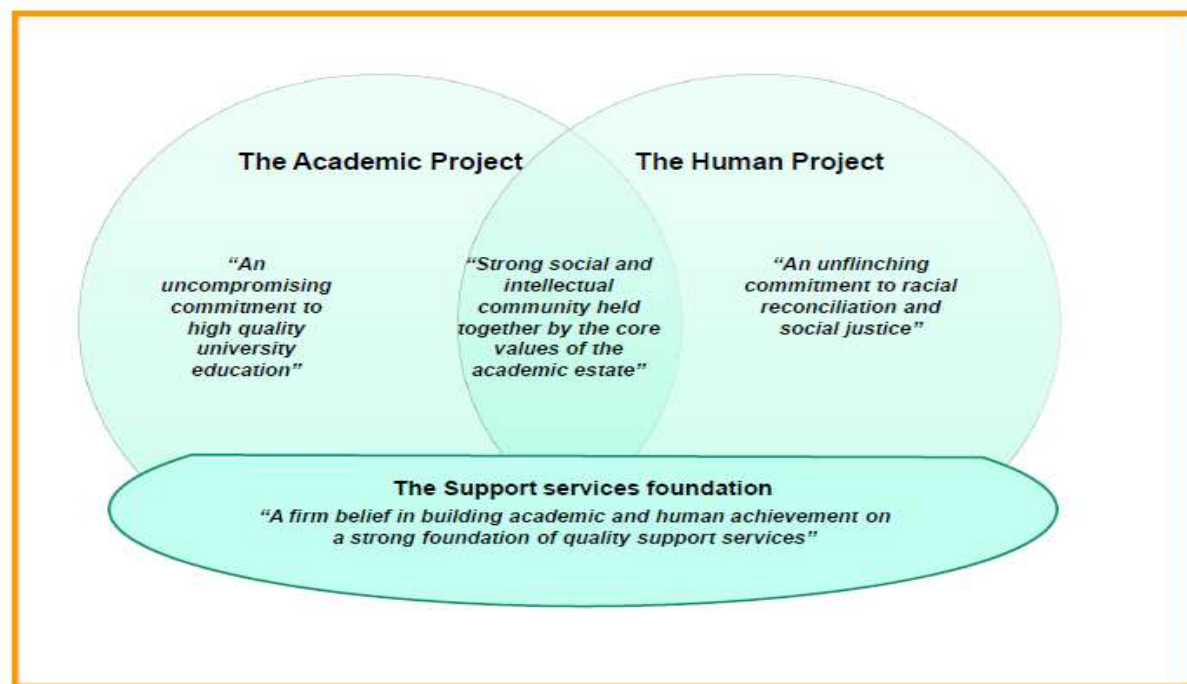 The Academic Project
The Human Project
“An
uncompromising
commitment to
high quality
university
education”
“Strong social and
intellectual
community held
together by the core
values of the
academic estate”
“An unflinching
commitment to racial
reconciliation and
social justice”
The Support services foundation
“A firm belief in building academic and human achievement on
a strong foundation of quality support services”